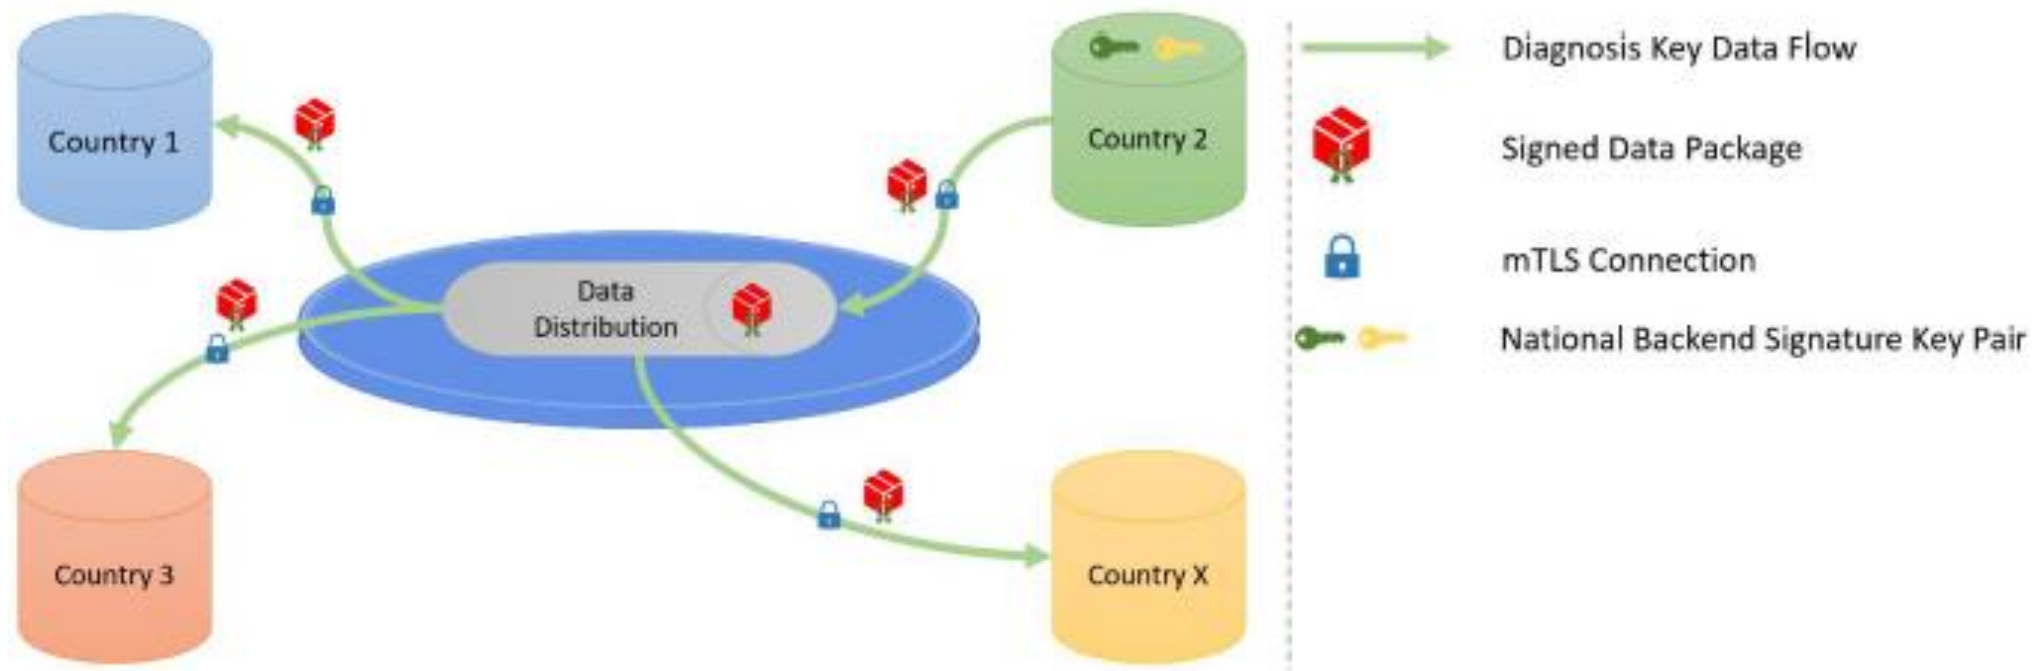 Country 1
Country 2
Data
Distribution
Country 3
Country X
Diagnosis Key Data Flow
Signed Data Package
mTLS Connection
National Backend Signature Key Pair